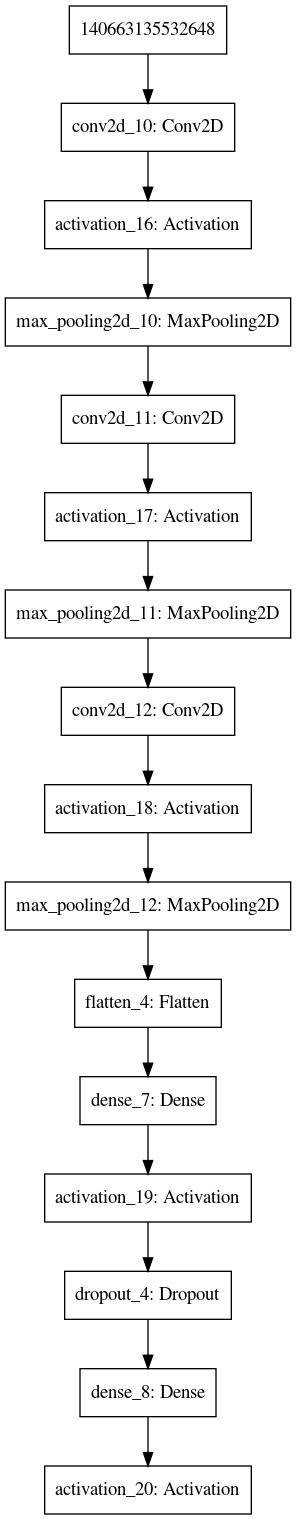 140663135532648
conv2d_10: Conv2D
activation_16: Activation
max_pooling2d_10: MaxPooling2D
conv2d_11: Conv2D
activation_17: Activation
max_pooling2d_11: MaxPooling2D
conv2d_12: Conv2D
activation_18: Activation
max_pooling2d_12: MaxPooling2D
flatten_4: Flatten
dense_7: Dense
activation_19: Activation
dropout_4: Dropout
dense_8: Dense
activation_20: Activation